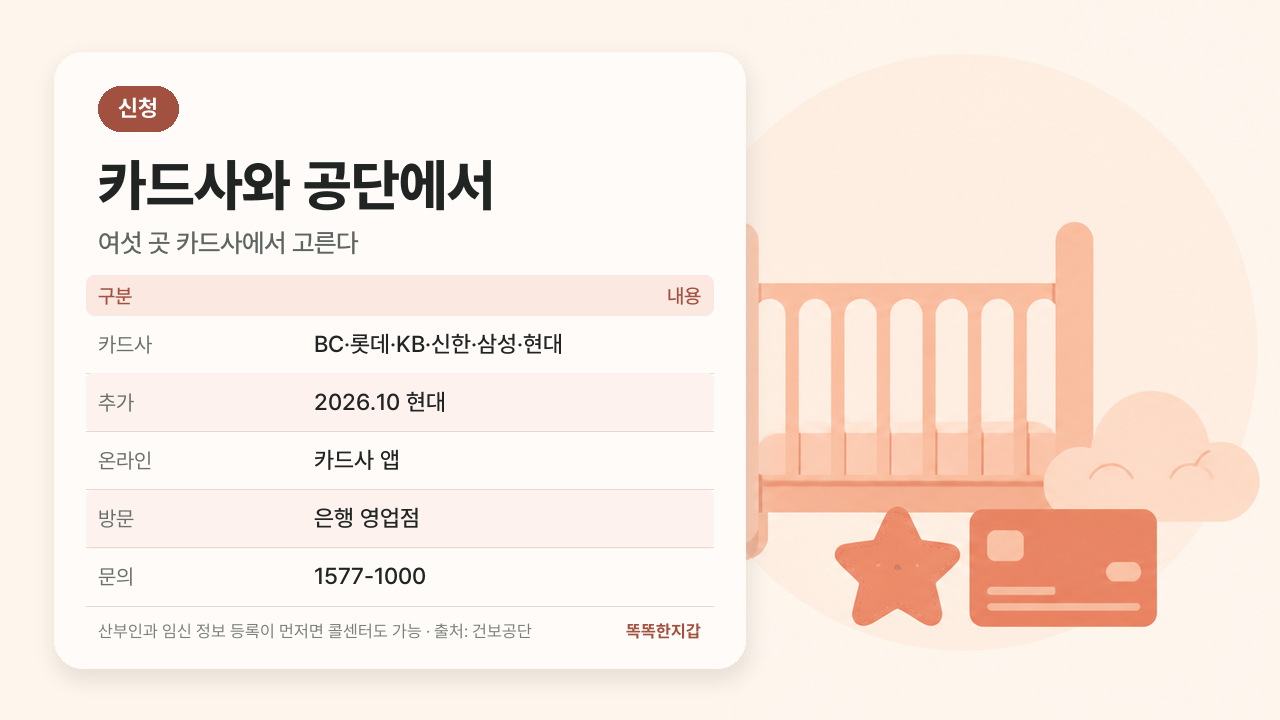 신청
카드사와 공단에서
여섯 곳 카드사에서 고른다
구분 내용
카드사 BC·롯데·KB·신한·삼성·현대
추가 2026.10 현대
온라인 카드사 앱
방문 은행 영업점
문의 1577-1000
산부인과 임신 정보 등록이 먼저면 콜센터도 가능 · 출처: 건보공단 똑똑한지갑